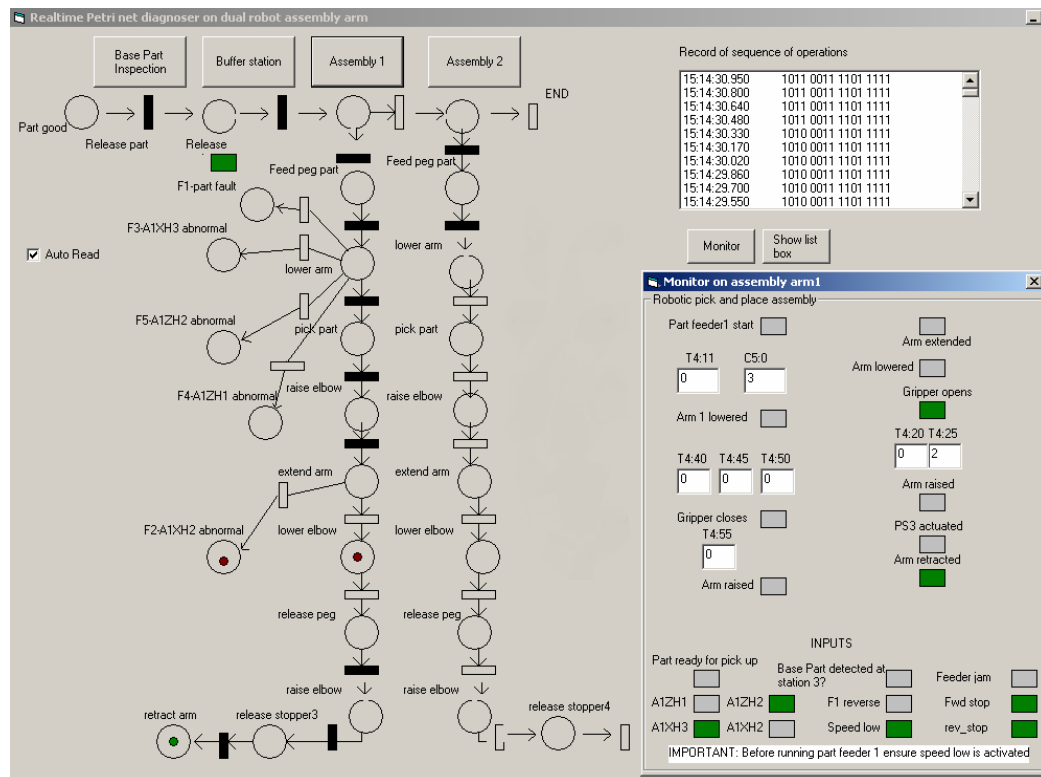 Realtime Petri net diagnoser on dual robot assembly arm
Base Part
Inspection
Buffer station
Assembly 1
Assembly 2
Record of sequence of operations
15:14:30.950 1011 0011 1101 1111
15:14:30.800 1011 0011 1101 1111
15:14:30.640 1011 0011 1101 1111
15:14:30.480 1011 0011 1101 1111
15:14:30.330 1010 0011 1101 1111
15:14:30.170 1010 0011 1101 1111
15:14:30.020 1010 0011 1101 1111
15:14:29.860 1010 0011 1101 1111
15:14:29.700 1010 0011 1101 1111
15:14:29.550 1010 0011 1101 1111
END
Part good
Release part
Release
Feed peg part
Feed peg part
F1-part fault
F3-A1XH3 abnormal
Auto Read
lower arm
lower arm
Monitor
Show list
box
F5-A1ZH2 abnormal
pick part
pick part
F4-A1ZH1 abnormal
raise elbow
raise elbow
extend arm
extend arm
F2-A1XH2 abnormal
lower elbow
lower elbow
release peg
release peg
raise elbow
raise elbow
retract arm
release stopper3
release stopper4
Monitor on assembly arm1
Robotic pick and place assembly
Part feeder1 start
Arm extended
T4:11 C5:0
0 3
Arm lowered
Gripper opens
Arm 1 lowered
T4:20 T4:25
0 2
T4:40 T4:45 T4:50
0 0 0
Arm raised
Gripper closes
PS3 actuated
T4:55
0
Arm retracted
Arm raised
INPUTS
Part ready for pick up
Base Part detected at
station 3?
Feeder jam
A1ZH1 A1ZH2 F1 reverse Fwd stop
A1XH3 A1XH2 Speed low rev_stop
IMPORTANT: Before running part feeder 1 ensure speed low is activated